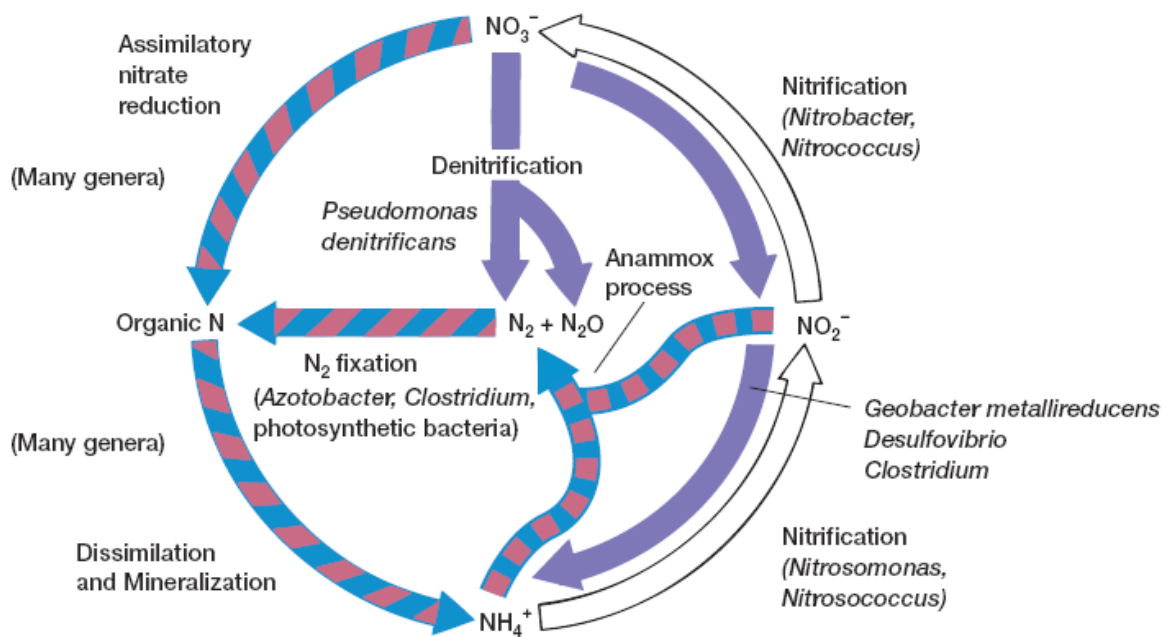 NO₃⁻
Assimilatory
nitrate
reduction
(Many genera)
Nitrification
(Nitrobacter,
Nitrococcus)
Denitrification
Pseudomonas
denitrificans
Anammox
process
Organic N
N₂ + N₂O
NO₂⁻
N₂ fixation
(Azotobacter, Clostridium,
photosynthetic bacteria)
Geobacter metallireducens
Desulfovibrio
Clostridium
(Many genera)
Dissimilation
and Mineralization
Nitrification
(Nitrosomonas,
Nitrosococcus)
NH₄⁺